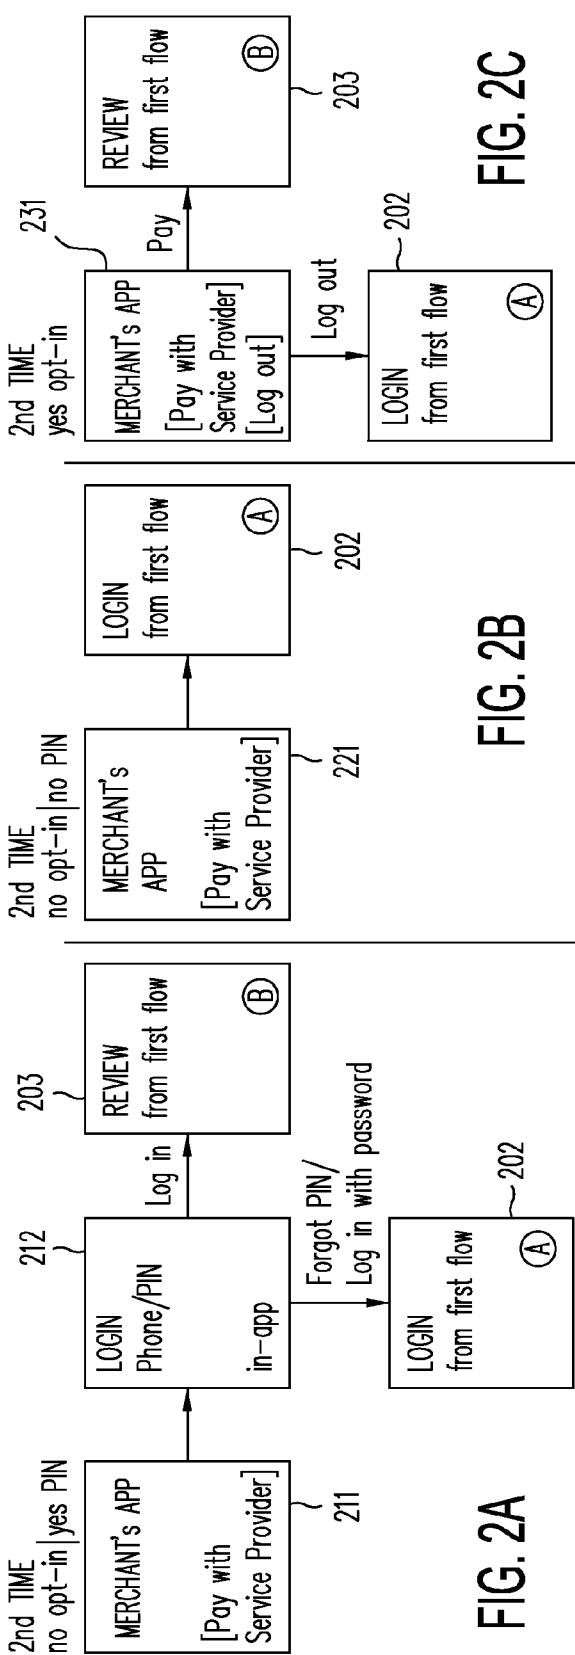 2nd TIME
no opt-in|yes PIN
MERCHANT's APP
[Pay with
Service Provider]
211
212
LOGIN
Phone/PIN
in-app
Log in
203
REVIEW
from first flow
B
Forgot PIN/
Log in with password
202
LOGIN
from first flow
A
FIG. 2A
2nd TIME
no opt-in|no PIN
MERCHANT's
APP
[Pay with
Service Provider]
221
LOGIN
from first flow
A
202
FIG. 2B
2nd TIME
yes opt-in
231
MERCHANT's APP
[Pay with
Service Provider]
[Log out]
Pay
REVIEW
from first flow
B
203
Log out
202
LOGIN
from first flow
A
FIG. 2C